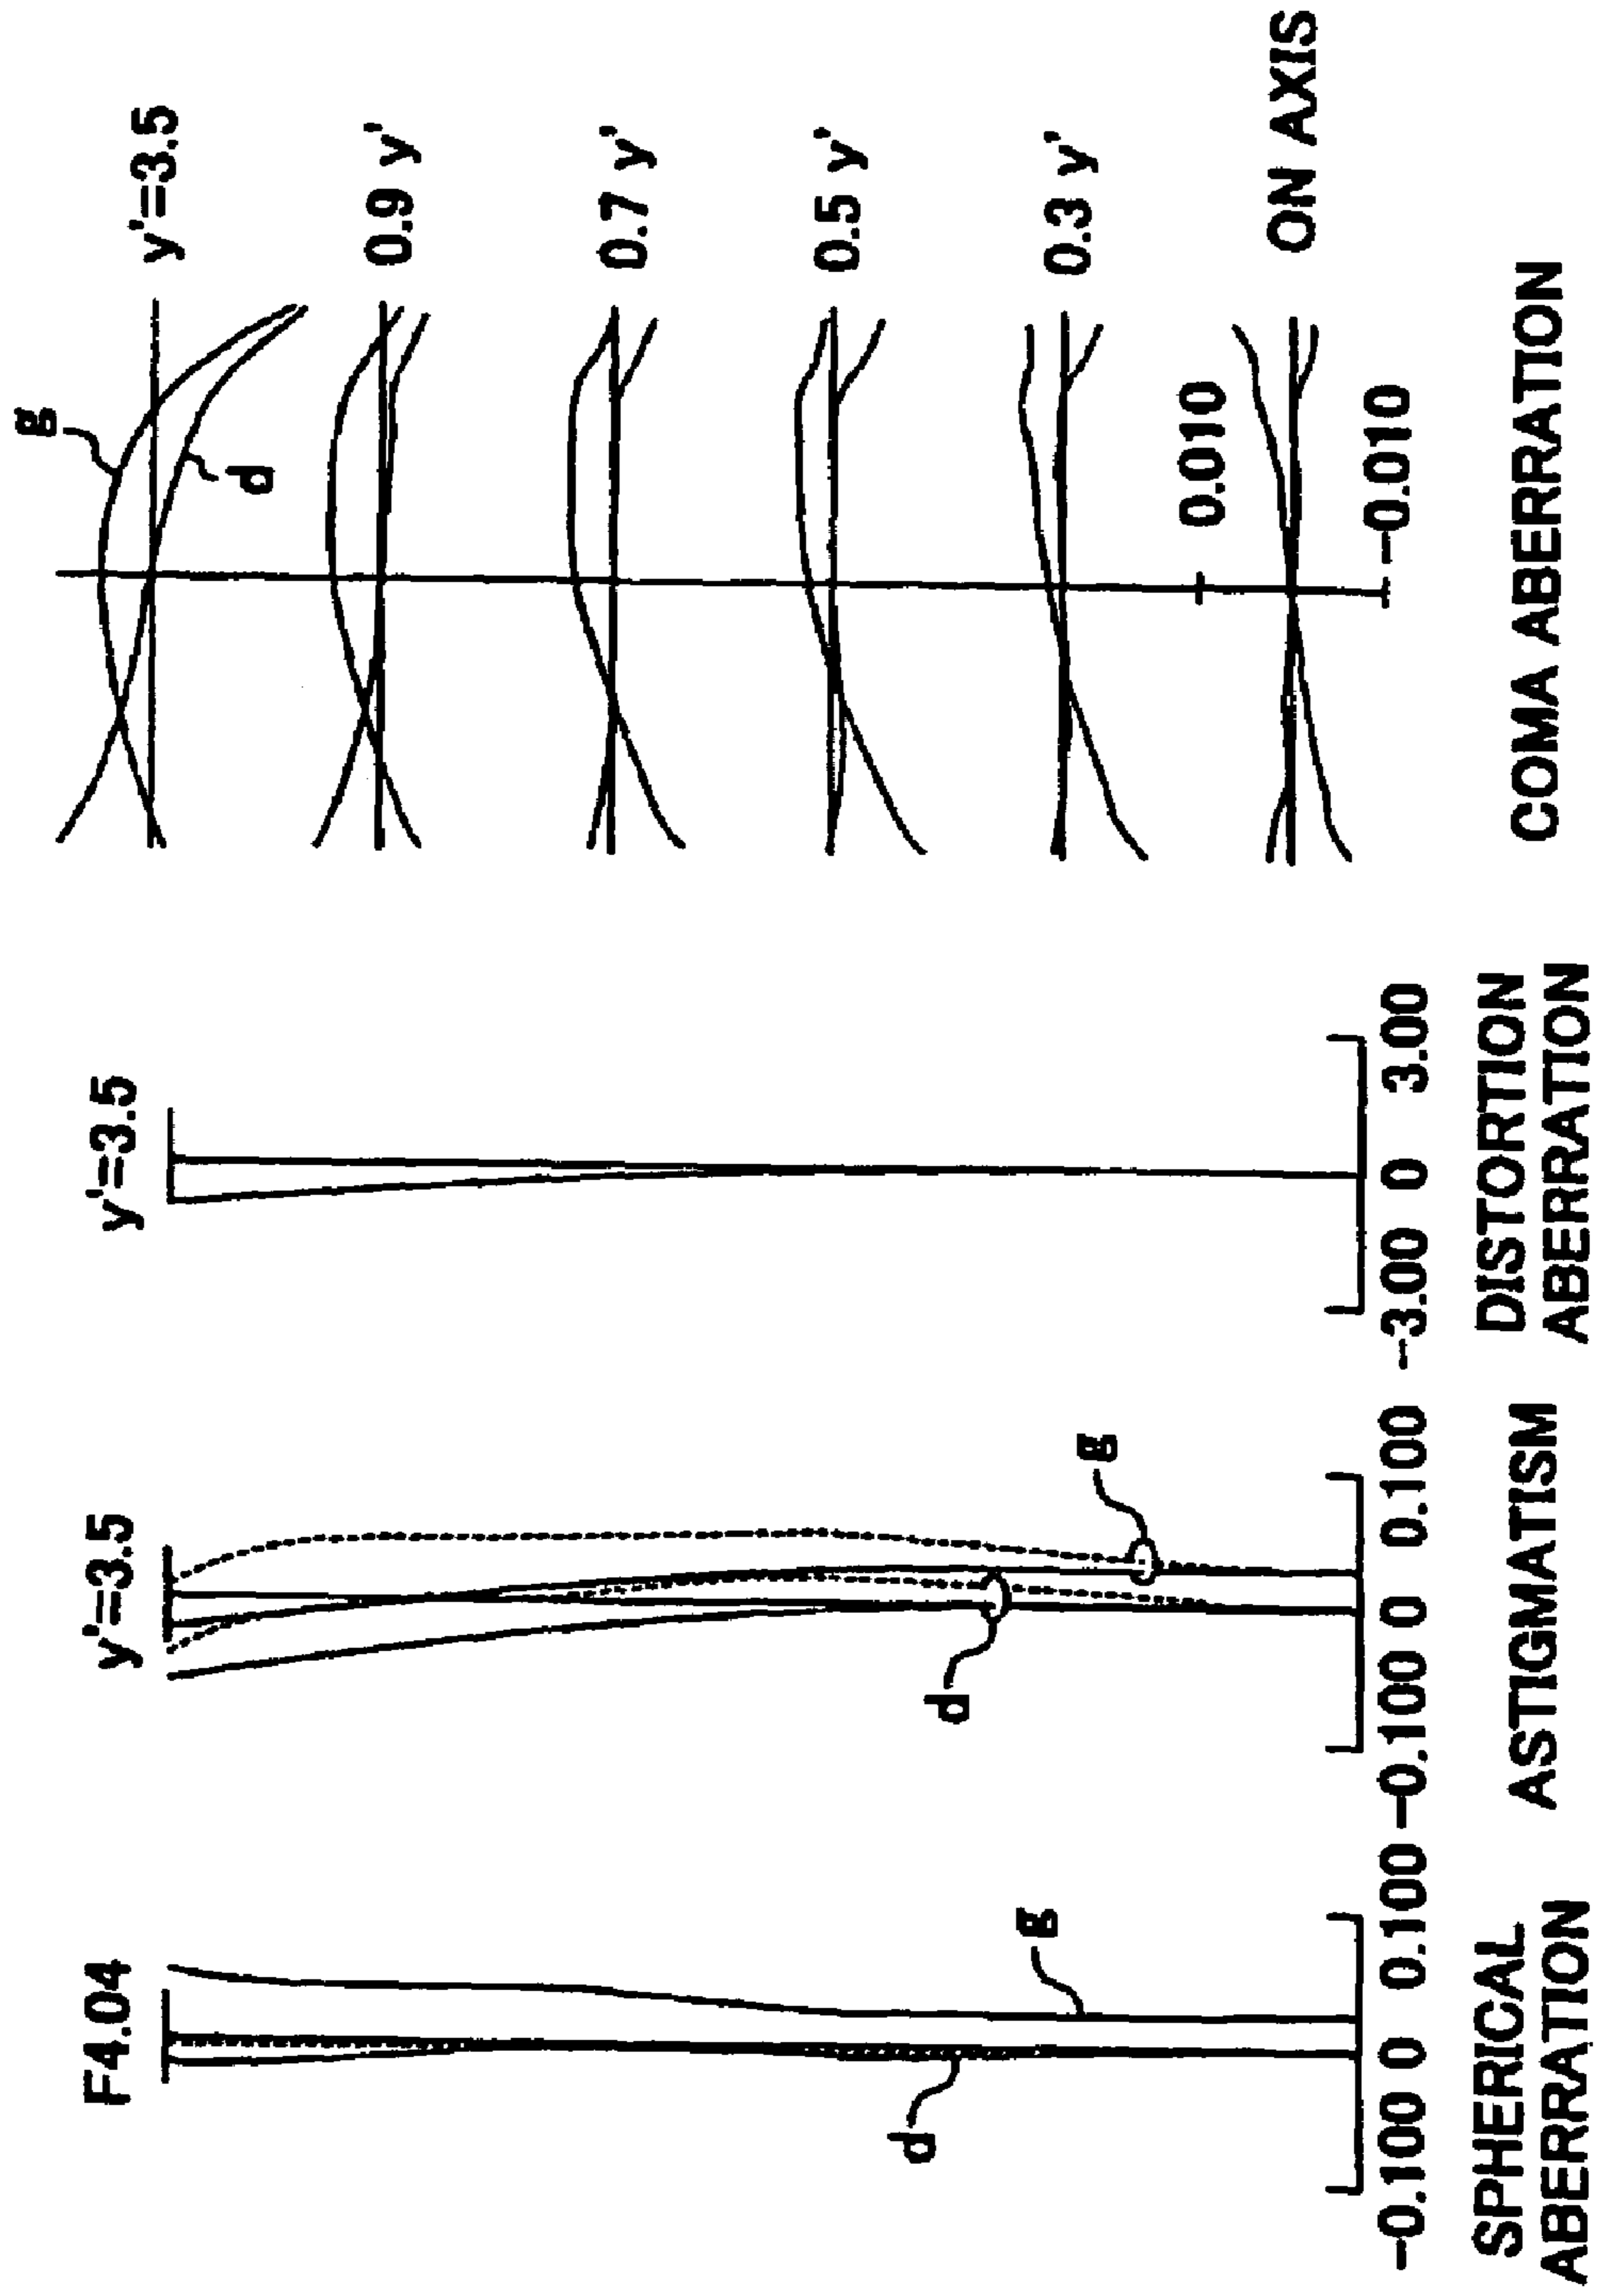 F4.04
g
d
−0.100 0 0.100
SPHERICAL
ABERRATION
y'=3.5
g
d
−0.100 0 0.100
ASTIGMATISM
y'=3.5
−3.00 0 3.00
DISTORTION
ABERRATION
g
d
y'=3.5
0.9 y'
0.7 y'
0.5 y'
0.3 y'
0.010
ON AXIS
−0.010
COMA ABERRATION